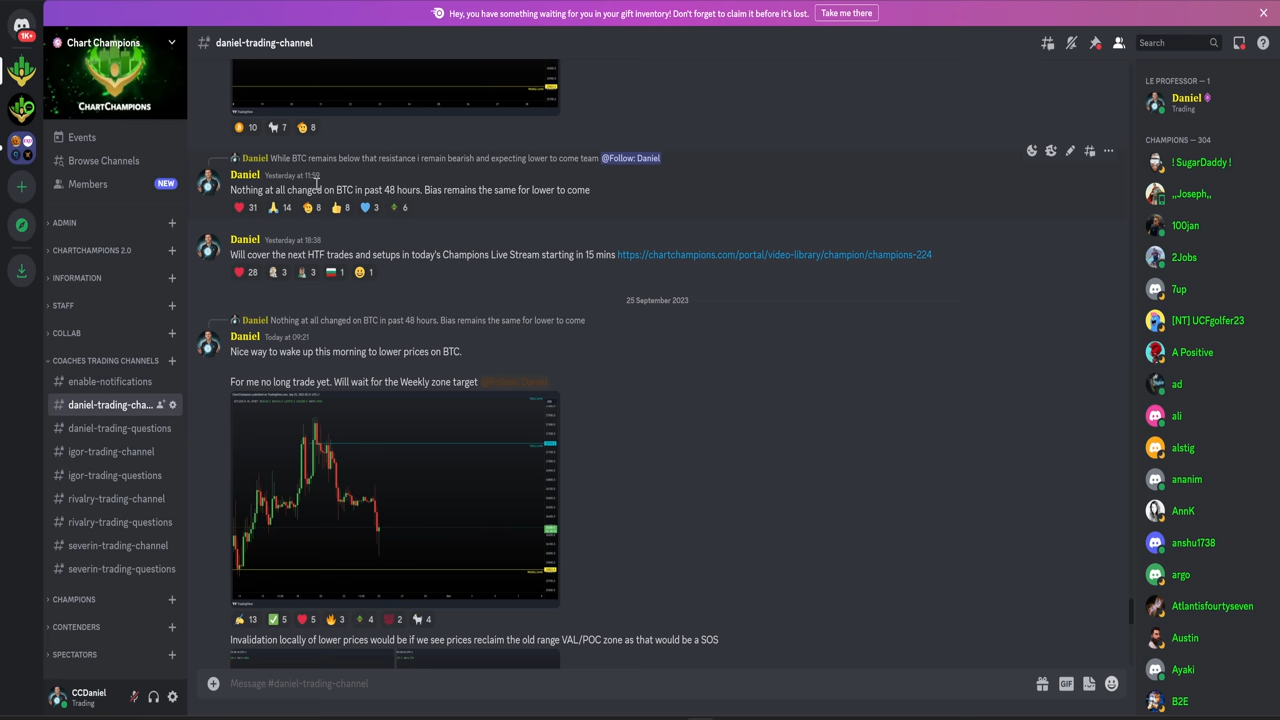 Hey, you have something waiting for you in your gift inventory! Don't forget to claim it before it's lost.
Take me there
1K+
Chart Champions
CHARTCHAMPIONS
Events
Browse Channels
Members
NEW
ADMIN
CHARTCHAMPIONS 2.0
INFORMATION
STAFF
COLLAB
COACHES TRADING CHANNELS
enable-notifications
daniel-trading-cha...
daniel-trading-questions
igor-trading-channel
igor-trading-questions
rivalry-trading-channel
rivalry-trading-questions
severin-trading-channel
severin-trading-questions
CHAMPIONS
CONTENDERS
SPECTATORS
CCDaniel
Trading
daniel-trading-channel
Search
TradingView
10
7
8
Daniel While BTC remains below that resistance i remain bearish and expecting lower to come team @Follow: Daniel
Daniel Yesterday at 11:59
Nothing at all changed on BTC in past 48 hours. Bias remains the same for lower to come
31
14
8
8
3
6
Daniel Yesterday at 18:38
Will cover the next HTF trades and setups in today's Champions Live Stream starting in 15 mins https://chartchampions.com/portal/video-library/champion/champions-224
28
3
3
1
1
25 September 2023
Daniel Nothing at all changed on BTC in past 48 hours. Bias remains the same for lower to come
Daniel Today at 09:21
Nice way to wake up this morning to lower prices on BTC.
For me no long trade yet. Will wait for the Weekly zone target @Follow: Daniel
TradingView
13
5
5
3
4
2
4
Invalidation locally of lower prices would be if we see prices reclaim the old range VAL/POC zone as that would be a SOS
Message #daniel-trading-channel
GIF
LE PROFESSOR — 1
Daniel
Trading
CHAMPIONS — 304
! SugarDaddy !
,,Joseph,,
100jan
2Jobs
7up
[NT] UCFgolfer23
A Positive
ad
ali
alstig
ananim
AnnK
anshu1738
argo
Atlantisfourtyseven
Austin
Ayaki
B2E